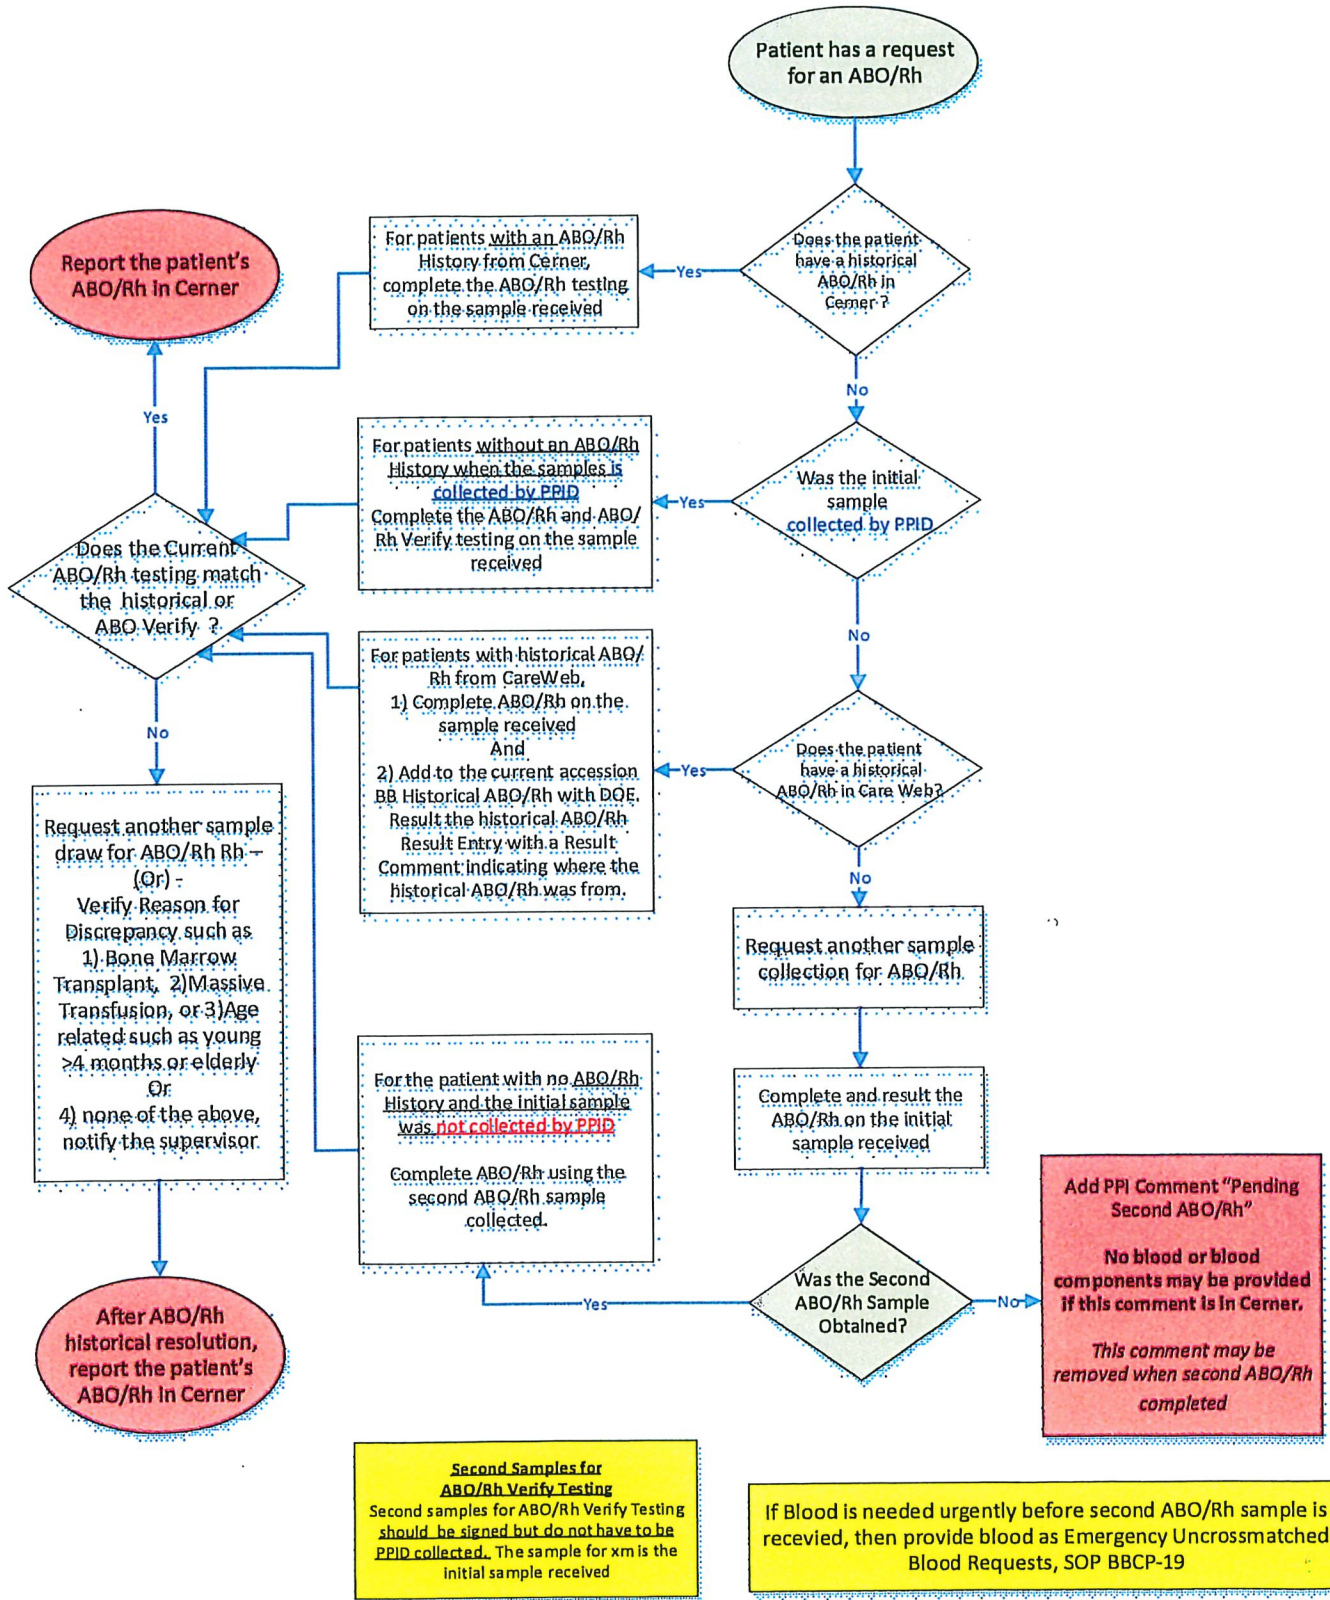 Patient has a request
for an ABO/Rh
Does the patient
have a historical
ABO/Rh in
Cerner ?
Yes
For patients with an ABO/Rh
History from Cerner,
complete the ABO/Rh testing
on the sample received
Report the patient's
ABO/Rh in Cerner
Yes
No
Was the initial
sample
collected by PPID
Yes
For patients without an ABO/Rh
History when the samples is
collected by PPID
Complete the ABO/Rh and ABO/
Rh Verify testing on the sample
received
Does the Current
ABO/Rh testing match
the historical or
ABO Verify ?
No
No
Does the patient
have a historical
ABO/Rh in Care Web?
Yes
For patients with historical ABO/
Rh from CareWeb,
1) Complete ABO/Rh on the
sample received
And
2) Add to the current accession
BB Historical ABO/Rh with DOE.
Result the historical ABO/Rh
Result Entry with a Result
Comment indicating where the
historical ABO/Rh was from.
Request another sample
draw for ABO/Rh Rh –
(Or) -
Verify Reason for
Discrepancy such as
1) Bone Marrow
Transplant, 2)Massive
Transfusion, or 3)Age
related such as young
>4 months or elderly
Or
4) none of the above,
notify the supervisor
No
Request another sample
collection for ABO/Rh
Complete and result the
ABO/Rh on the initial
sample received
Was the Second
ABO/Rh Sample
Obtained?
Yes
For the patient with no ABO/Rh
History and the initial sample
was not collected by PPID
Complete ABO/Rh using the
second ABO/Rh sample
collected.
No
Add PPI Comment "Pending
Second ABO/Rh"
No blood or blood
components may be provided
if this comment is in Cerner.
This comment may be
removed when second ABO/Rh
completed
After ABO/Rh
historical resolution,
report the patient's
ABO/Rh in Cerner
Second Samples for
ABO/Rh Verify Testing
Second samples for ABO/Rh Verify Testing
should be signed but do not have to be
PPID collected. The sample for xm is the
initial sample received
If Blood is needed urgently before second ABO/Rh sample is
recevied, then provide blood as Emergency Uncrossmatched
Blood Requests, SOP BBCP-19